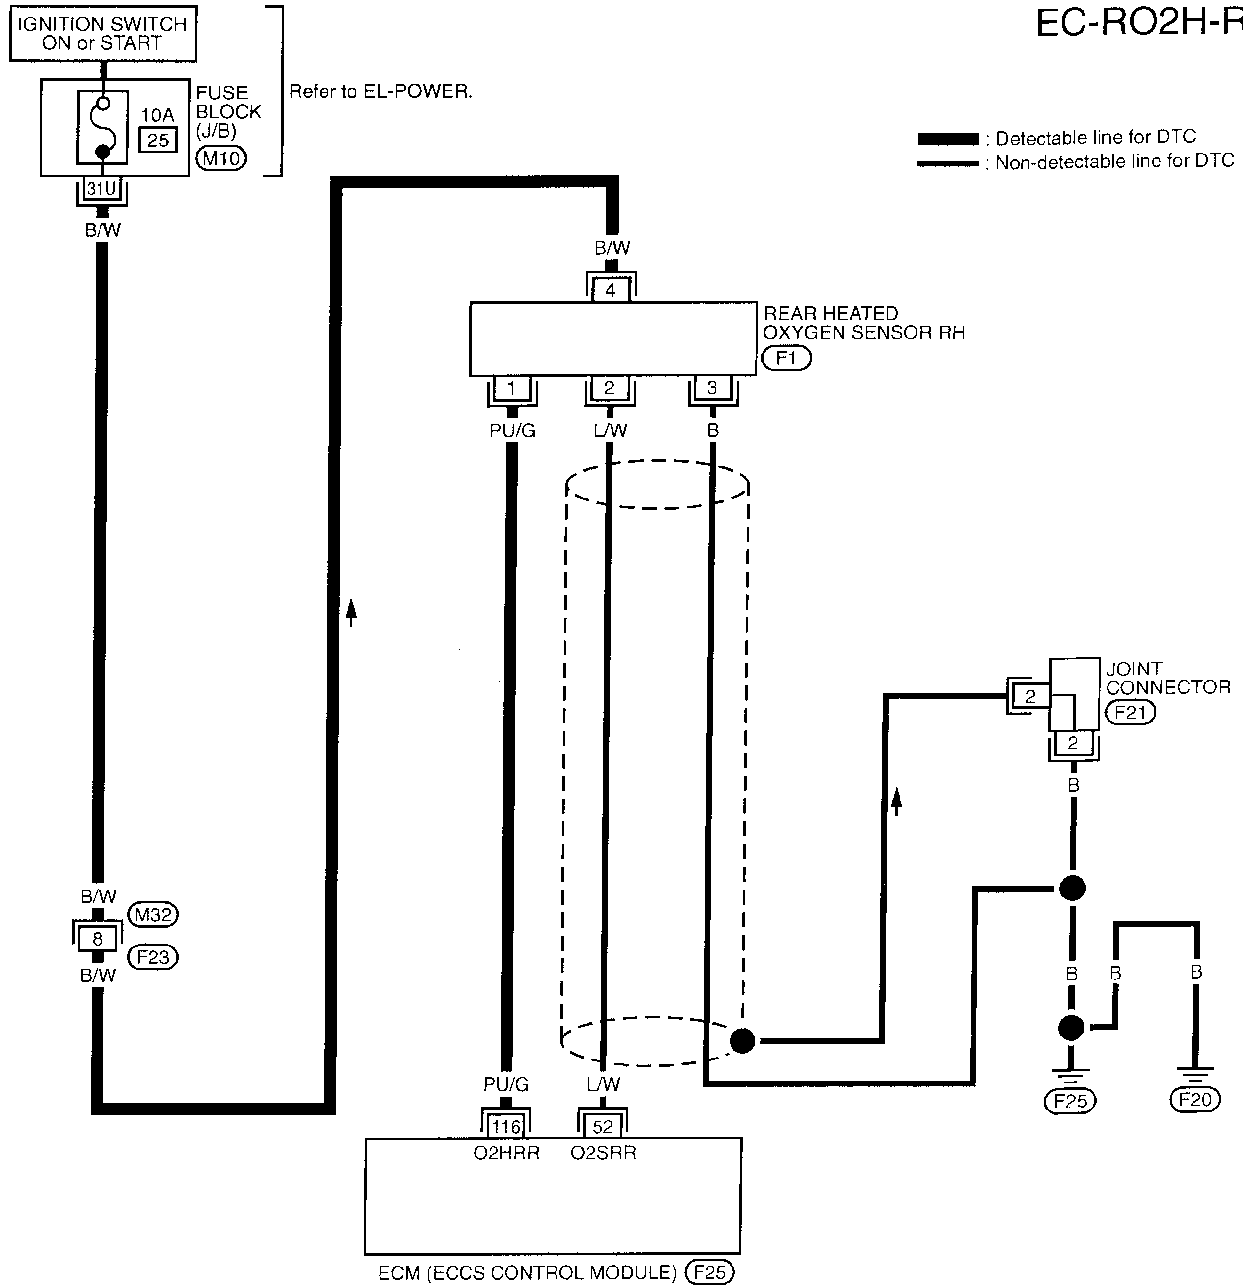 EC-RO2H-R
IGNITION SWITCH
ON or START
FUSE
BLOCK
(J/B)
M10
10A
25
31U
Refer to EL-POWER.
: Detectable line for DTC
: Non-detectable line for DTC
B/W
B/W
4
REAR HEATED
OXYGEN SENSOR RH
F1
1
2
3
PU/G
L/W
B
JOINT
CONNECTOR
F21
2
2
B
B/W
M32
8
F23
B/W
B
B
B
PU/G
L/W
F25
F20
116
52
O2HRR
O2SRR
ECM (ECCS CONTROL MODULE)
F25